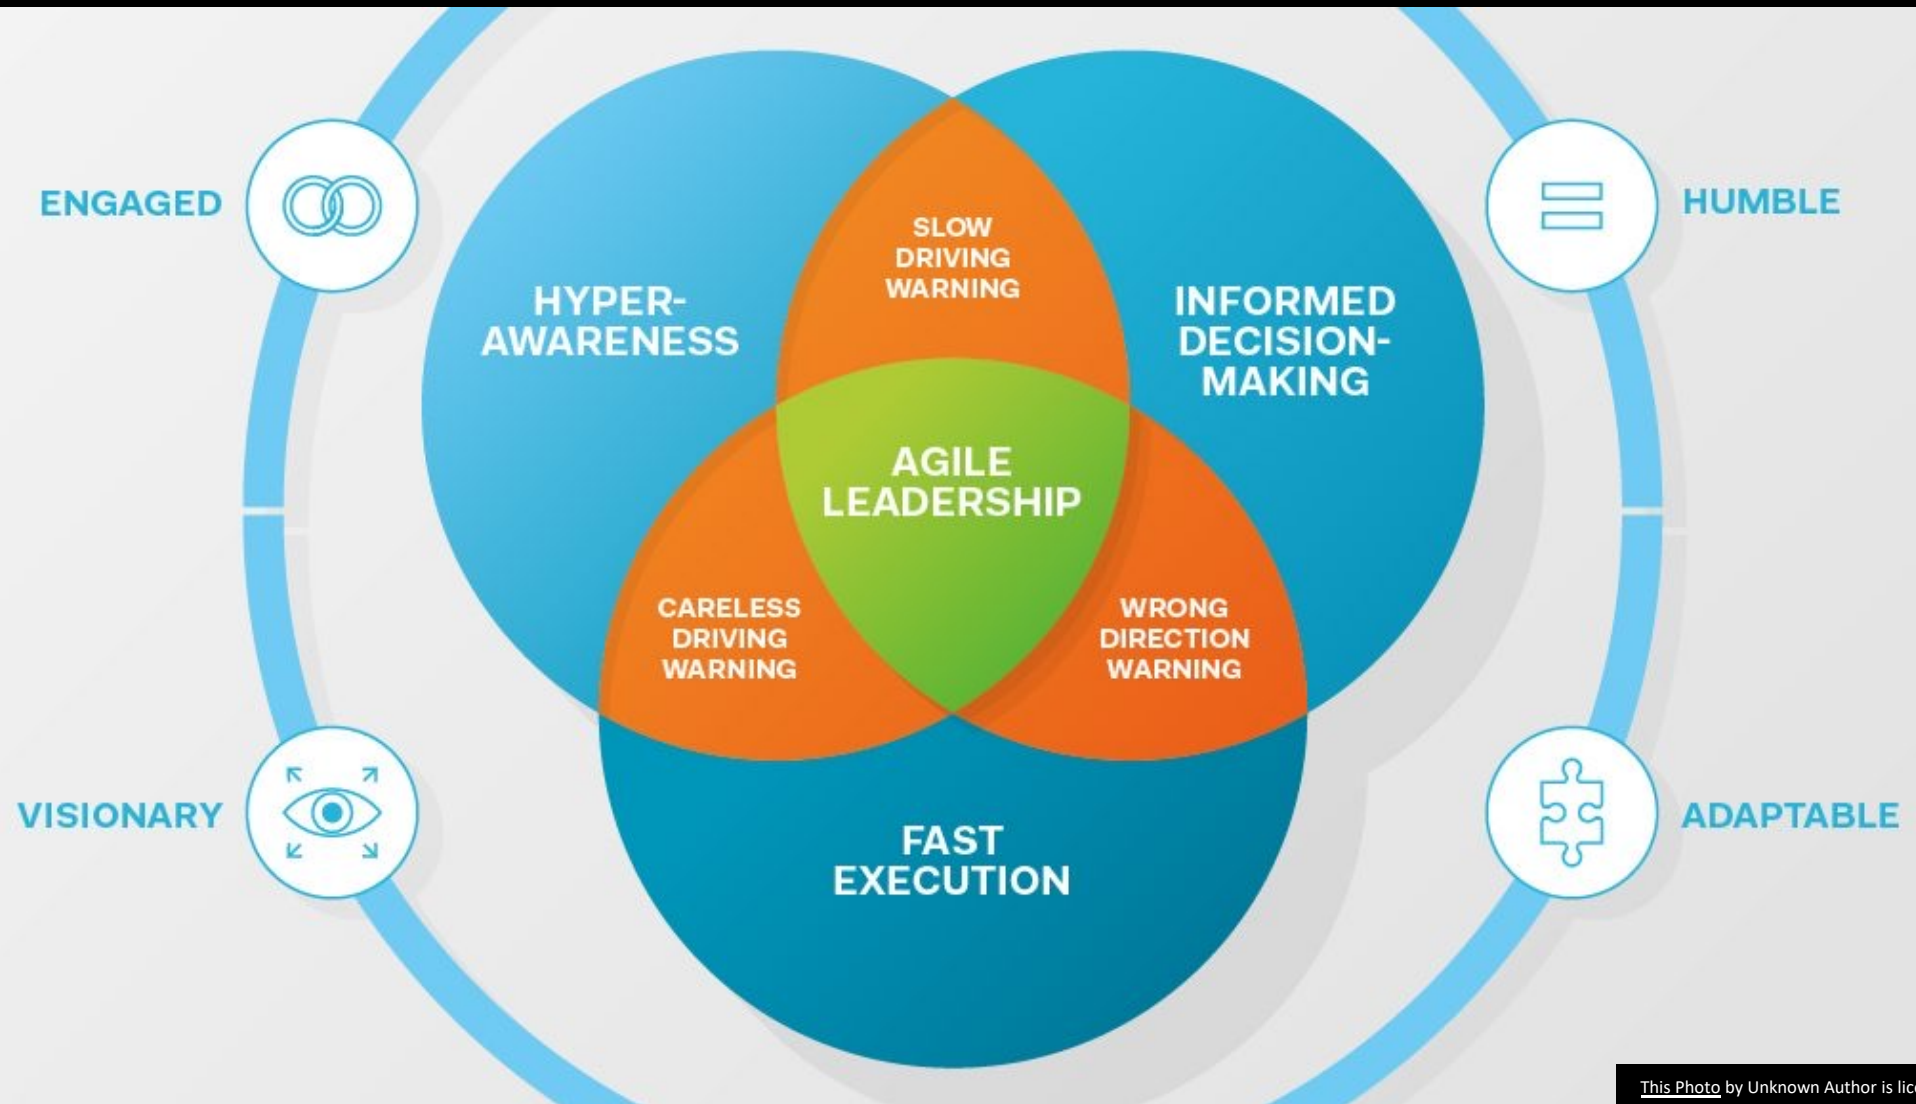 ENGAGED
HUMBLE
SLOW
DRIVING
WARNING
HYPER-
AWARENESS
INFORMED
DECISION-
MAKING
AGILE
LEADERSHIP
CARELESS
DRIVING
WARNING
WRONG
DIRECTION
WARNING
VISIONARY
ADAPTABLE
FAST
EXECUTION
This Photo by Unknown Author is